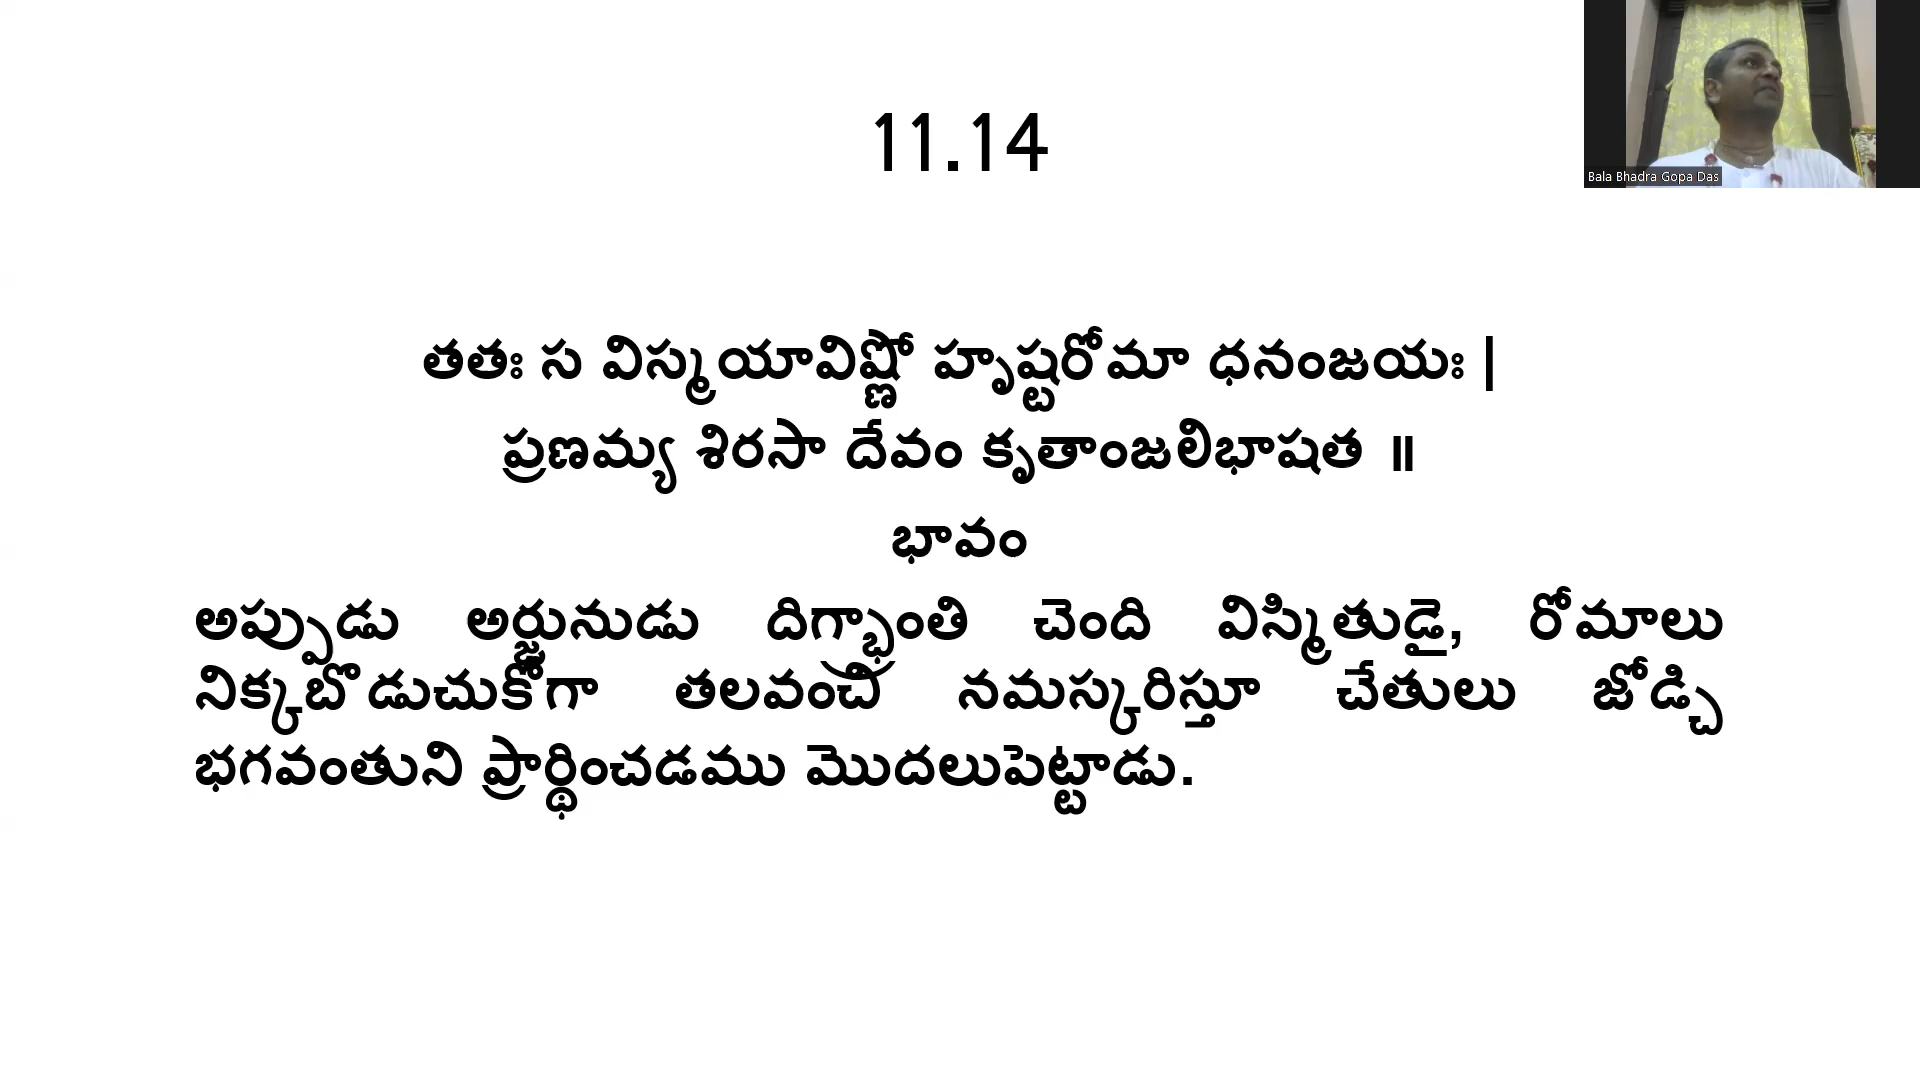 Bala Bhadra Gopa Das
11.14
తతః స విస్మయావిష్ణో హృష్టరోమా ధనంజయః |
ప్రణమ్య శిరసా దేవం కృతాంజలిభాషత ॥
భావం
అప్పుడు అర్జునుడు దిగ్భ్రాంతి చెంది విస్మితుడై, రోమాలు
నిక్కబొడుచుకోగా తలవంచి నమస్కరిస్తూ చేతులు జోడ్చి
భగవంతుని ప్రార్థించడము మొదలుపెట్టాడు.